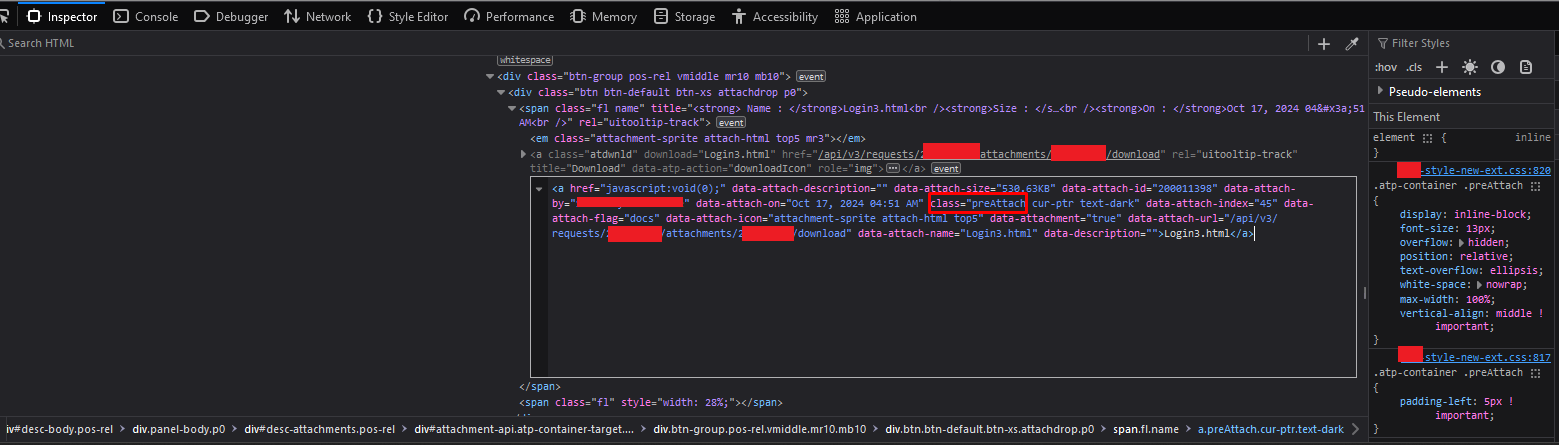 Inspector Console Debugger Network Style Editor Performance Memory Storage Accessibility Application
Search HTML
Filter Styles
whitespace
:hov .cls
<div class="btn-group pos-rel vmiddle mr10 mb10"> event
<div class="btn btn-default btn-xs attachdrop p0">
<span class="fl name" title="<strong> Name : </strong>Login3.html<br /><strong>Size : </s…<br /><strong>On : </strong>Oct 17, 2024 04&#x3a;51
AM<br />" rel="uitooltip-track"> event
<em class="attachment-sprite attach-html top5 mr3"></em>
<a class="atdwnld" download="Login3.html" href="/api/v3/requests/2 attachments/ /download" rel="uitooltip-track"
title="Download" data-atp-action="downloadIcon" role="img"> ⋯ </a> event
<a href="javascript:void(0);" data-attach-description="" data-attach-size="530.63KB" data-attach-id="200011398" data-attach-
by=" " data-attach-on="Oct 17, 2024 04:51 AM" class="preAttach cur-ptr text-dark" data-attach-index="45" data-
attach-flag="docs" data-attach-icon="attachment-sprite attach-html top5" data-attachment="true" data-attach-url="/api/v3/
requests/2 /attachments/2 /download" data-attach-name="Login3.html" data-description="">Login3.html</a>
</span>
<span class="fl" style="width: 28%;"></span>
Pseudo-elements
This Element
element { inline
}
-style-new-ext.css:820
.atp-container .preAttach
{
display: inline-block;
font-size: 13px;
overflow: hidden;
position: relative;
text-overflow: ellipsis;
white-space: nowrap;
max-width: 100%;
vertical-align: middle !
important;
}
-style-new-ext.css:817
.atp-container .preAttach
{
padding-left: 5px !
important;
}
iv#desc-body.pos-rel > div.panel-body.p0 > div#desc-attachments.pos-rel > div#attachment-api.atp-container-target.… > div.btn-group.pos-rel.vmiddle.mr10.mb10 > div.btn.btn-default.btn-xs.attachdrop.p0 > span.fl.name > a.preAttach.cur-ptr.text-dark